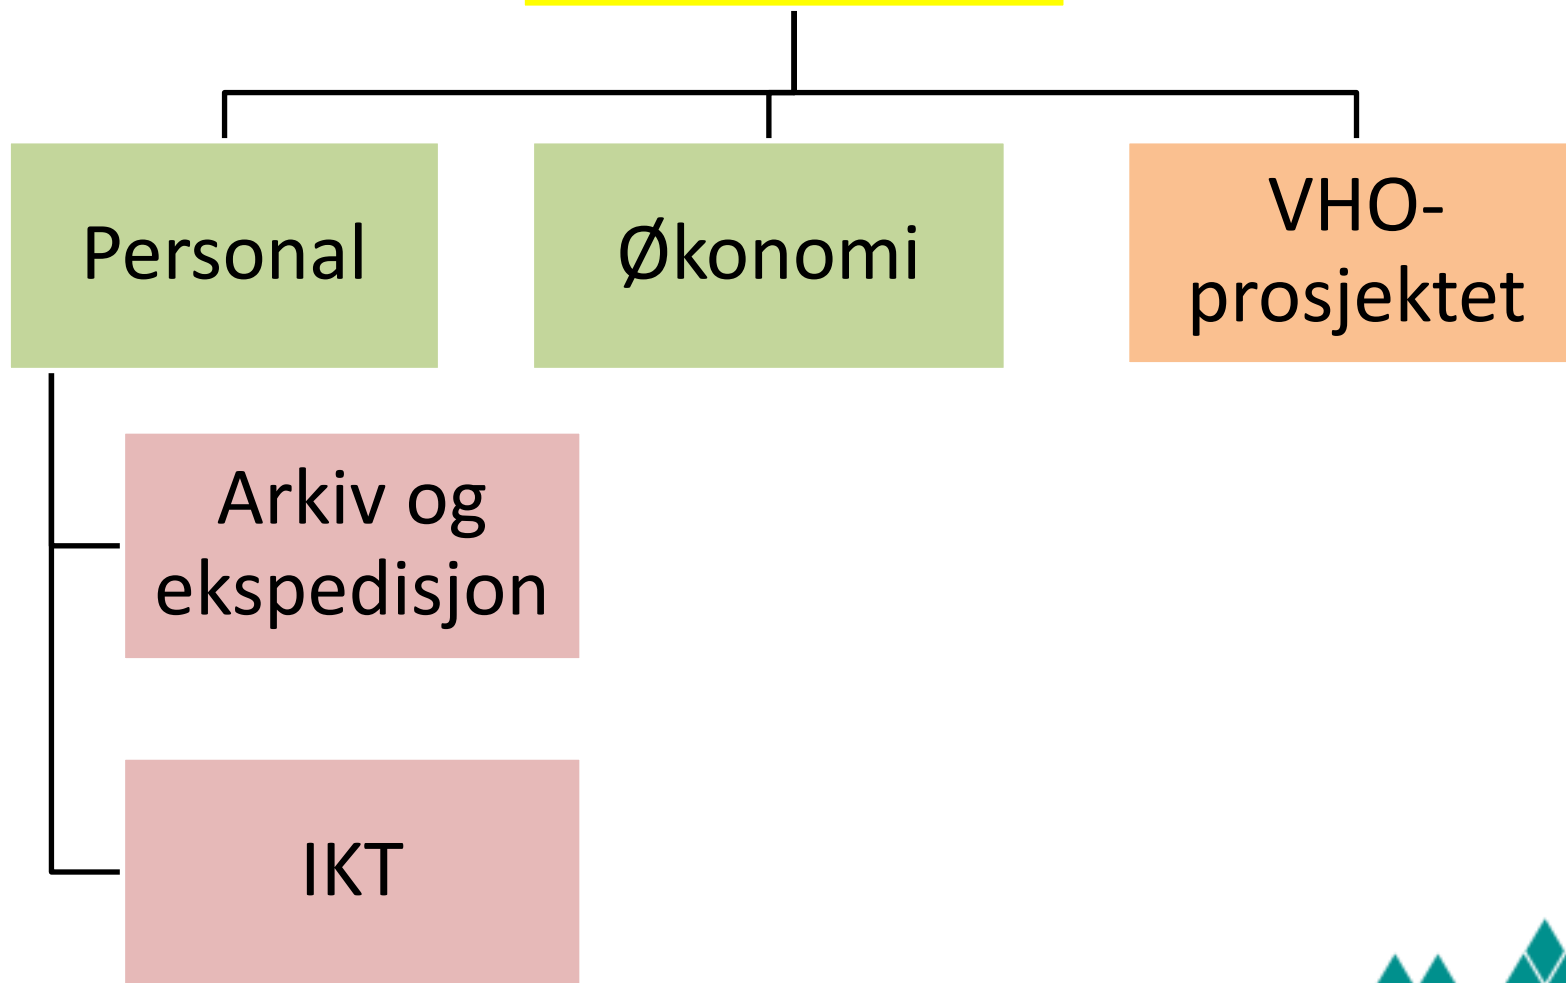 Personal
Økonomi
VHO-
prosjektet
Arkiv og
ekspedisjon
IKT